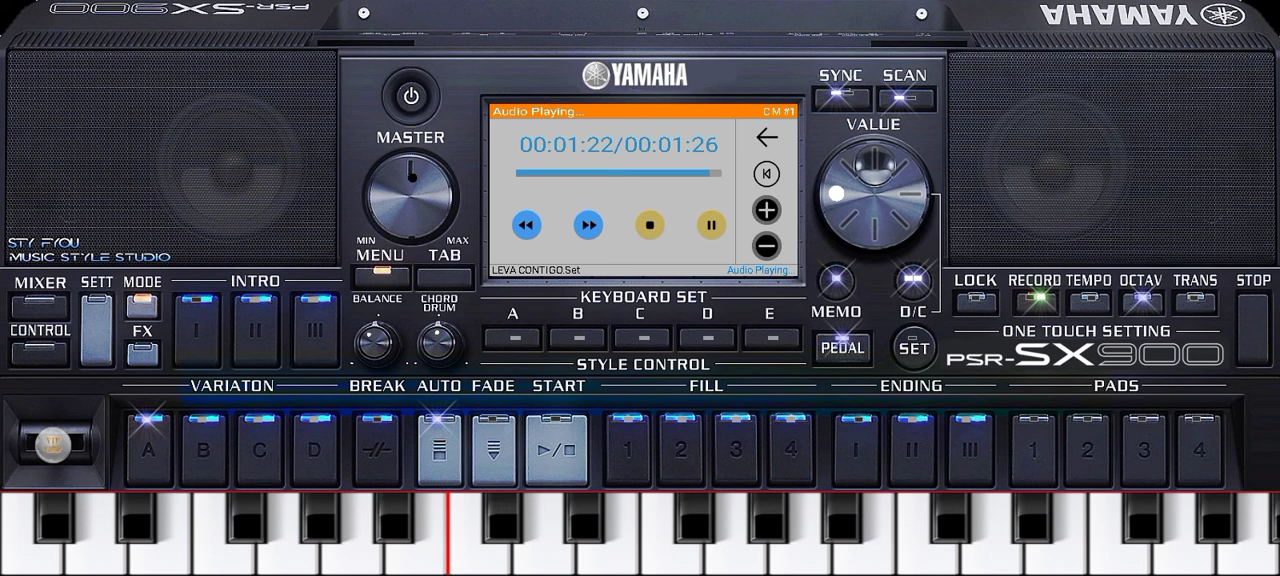 PSR-SX900
YAMAHA
YAMAHA
SYNC SCAN
MASTER
VALUE
Audio Playing... CM #1
00:01:22/00:01:26
MIN MAX
STY FYOU
MUSIC STYLE STUDIO
MENU TAB
LEVA CONTIGO.Set Audio Playing...
MIXER SETT MODE INTRO
BALANCE CHORD DRUM
KEYBOARD SET
LOCK RECORD TEMPO OCTAV TRANS STOP
I II III
A B C D E
MEMO D/C
CONTROL FX
ONE TOUCH SETTING
PEDAL SET
PSR-SX900
STYLE CONTROL
VARIATON BREAK AUTO FADE START FILL ENDING PADS
VIP
A B C D 1 2 3 4 I II III 1 2 3 4